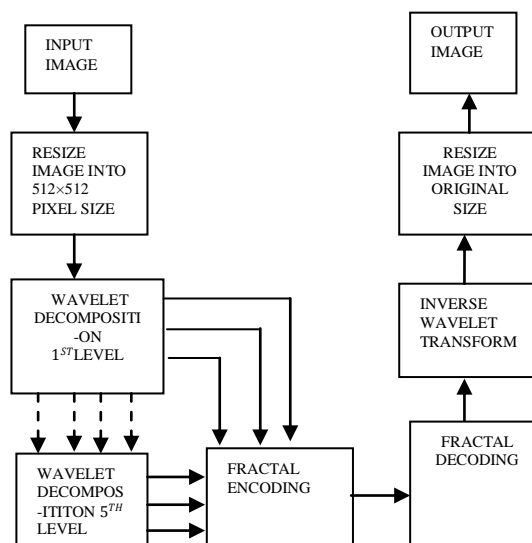 INPUT
IMAGE
RESIZE
IMAGE INTO
512×512
PIXEL SIZE
WAVELET
DECOMPOSITI
-ON
1ST LEVEL
WAVELET
DECOMPOS
-ITITON 5TH
LEVEL
FRACTAL
ENCODING
FRACTAL
DECODING
INVERSE
WAVELET
TRANSFORM
RESIZE
IMAGE INTO
ORIGINAL
SIZE
OUTPUT
IMAGE